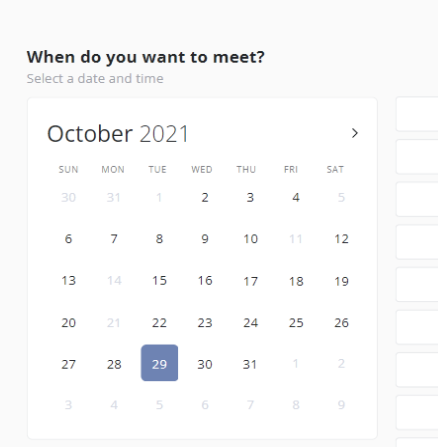 When do you want to meet?
Select a date and time
October 2021
SUN MON TUE WED THU FRI SAT
30 31 1 2 3 4 5
6 7 8 9 10 11 12
13 14 15 16 17 18 19
20 21 22 23 24 25 26
27 28 29 30 31 1 2
3 4 5 6 7 8 9